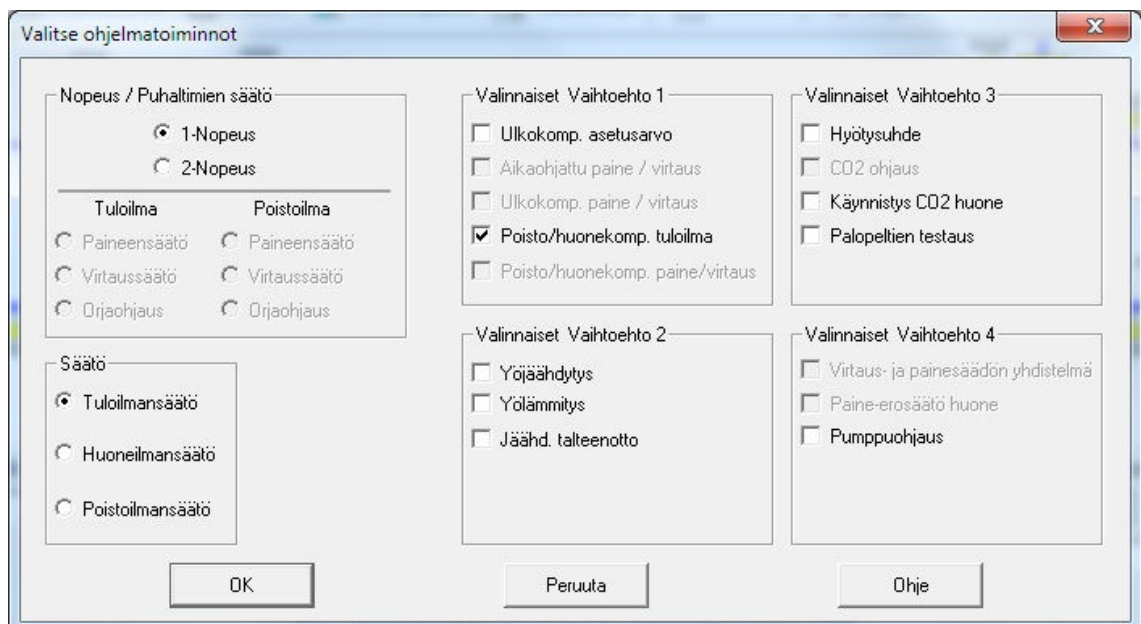 Valitse ohjelmatoiminnot
Nopeus / Puhaltimien säätö
1-Nopeus
2-Nopeus
Tuloilma Poistoilma
Paineensäätö Paineensäätö
Virtaussäätö Virtaussäätö
Orjaohjaus Orjaohjaus
Säätö
Tuloilmansäätö
Huoneilmansäätö
Poistoilmansäätö
Valinnaiset Vaihtoehto 1
Ulkokomp. asetusarvo
Aikaohjattu paine / virtaus
Ulkokomp. paine / virtaus
Poisto/huonekomp. tuloilma
Poisto/huonekomp. paine/virtaus
Valinnaiset Vaihtoehto 2
Yöjäähdytys
Yölämmitys
Jäähd. talteenotto
Valinnaiset Vaihtoehto 3
Hyötysuhde
CO2 ohjaus
Käynnistys CO2 huone
Palopeltien testaus
Valinnaiset Vaihtoehto 4
Virtaus- ja painesäädön yhdistelmä
Paine-erosäätö huone
Pumppuohjaus
OK Peruuta Ohje